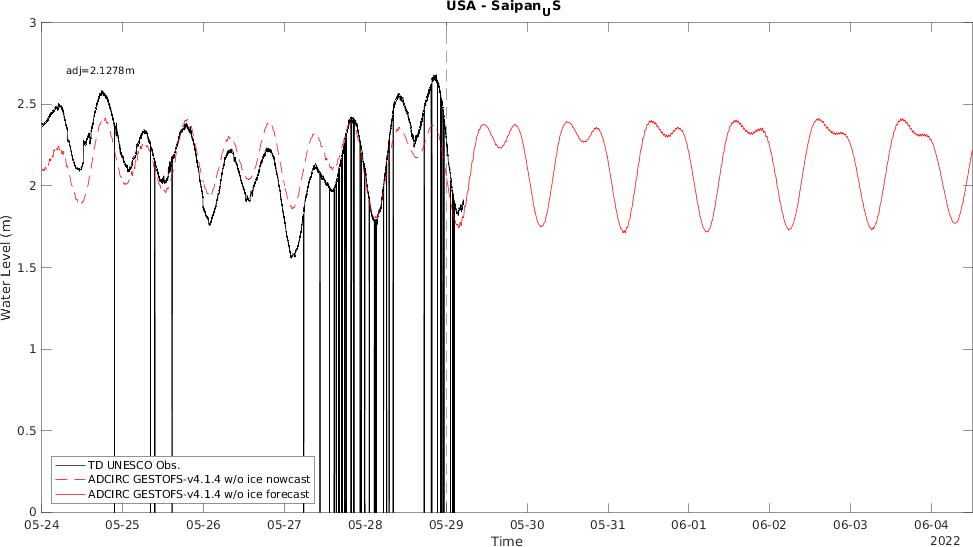 USA - Saipan_US
3
adj=2.1278m
2.5
2
Water Level (m)
1.5
1
0.5
TD UNESCO Obs.
ADCIRC GESTOFS-v4.1.4 w/o ice nowcast
ADCIRC GESTOFS-v4.1.4 w/o ice forecast
0
05-24 05-25 05-26 05-27 05-28 05-29 05-30 05-31 06-01 06-02 06-03 06-04
Time
2022